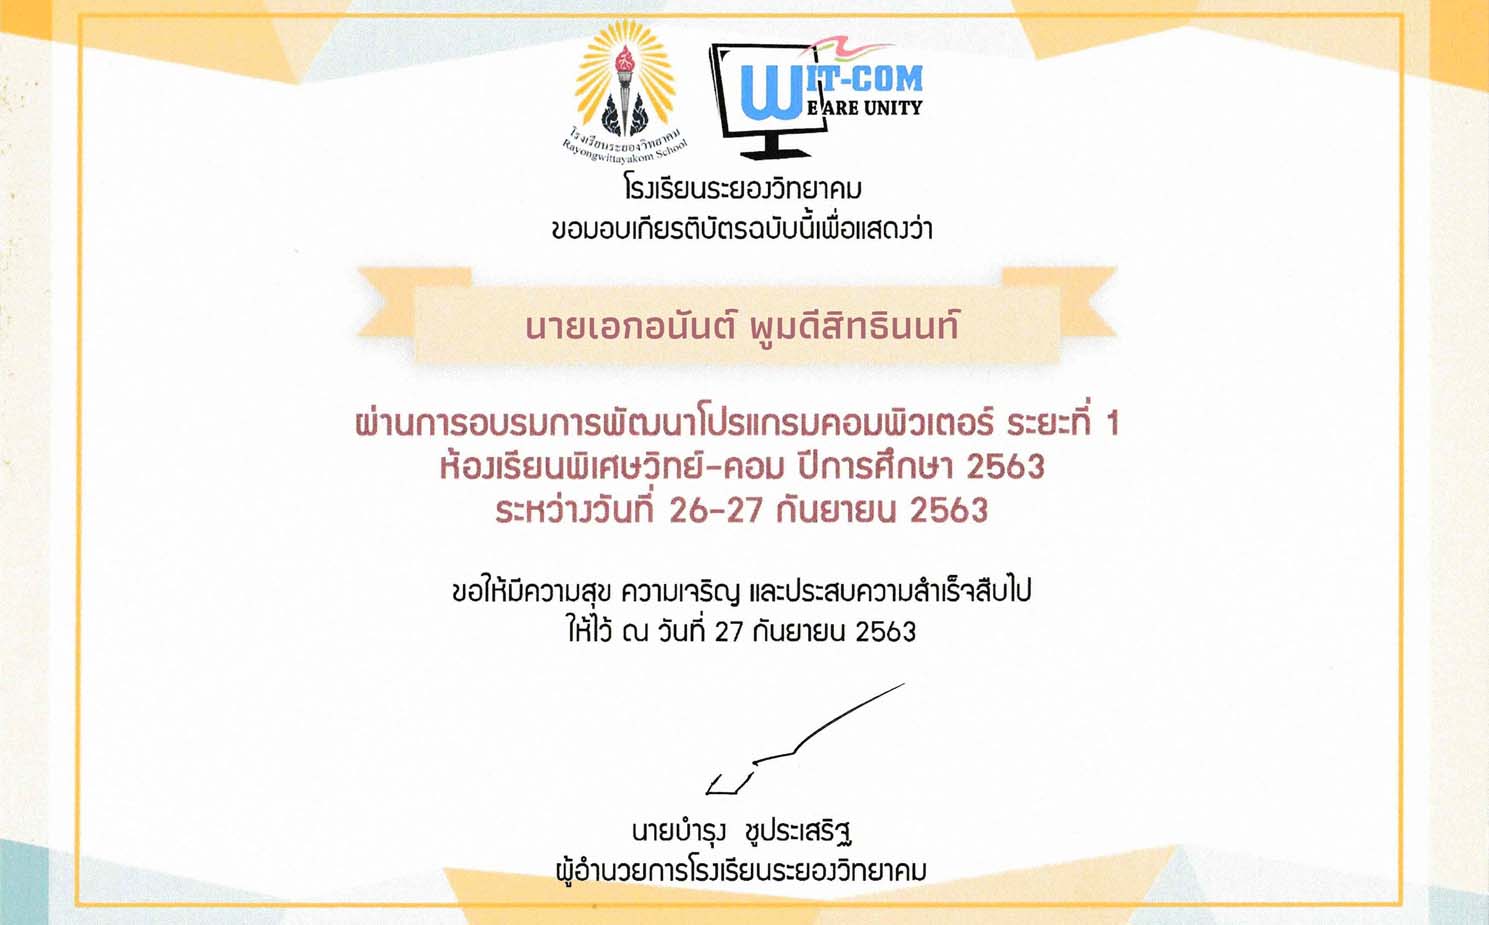 โรงเรียนระยองวิทยาคม
Rayongwittayakom School
WIT-COM
WE ARE UNITY
โรงเรียนระยองวิทยาคม
ขอมอบเกียรติบัตรฉบับนี้เพื่อแสดงว่า
นายเอกอนันต์ พูมดีสิทธินนท์
ผ่านการอบรมการพัฒนาโปรแกรมคอมพิวเตอร์ ระยะที่ 1
ห้องเรียนพิเศษวิทย์-คอม ปีการศึกษา 2563
ระหว่างวันที่ 26-27 กันยายน 2563
ขอให้มีความสุข ความเจริญ และประสบความสำเร็จสืบไป
ให้ไว้ ณ วันที่ 27 กันยายน 2563
นายบำรุง ชูประเสริฐ
ผู้อำนวยการโรงเรียนระยองวิทยาคม